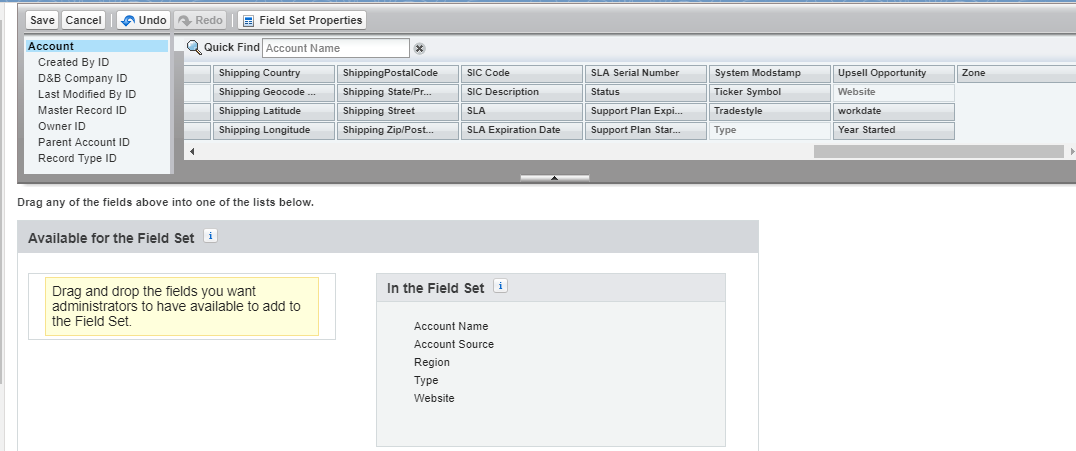 Save Cancel Undo Redo Field Set Properties
Account
Created By ID
D&B Company ID
Last Modified By ID
Master Record ID
Owner ID
Parent Account ID
Record Type ID
Quick Find Account Name
Shipping Country ShippingPostalCode SIC Code SLA Serial Number System Modstamp Upsell Opportunity Zone
Shipping Geocode ... Shipping State/Pr... SIC Description Status Ticker Symbol Website
Shipping Latitude Shipping Street SLA Support Plan Expi... Tradestyle workdate
Shipping Longitude Shipping Zip/Post... SLA Expiration Date Support Plan Star... Type Year Started
Drag any of the fields above into one of the lists below.
Available for the Field Set i
Drag and drop the fields you want
administrators to have available to add to
the Field Set.
In the Field Set i
Account Name
Account Source
Region
Type
Website